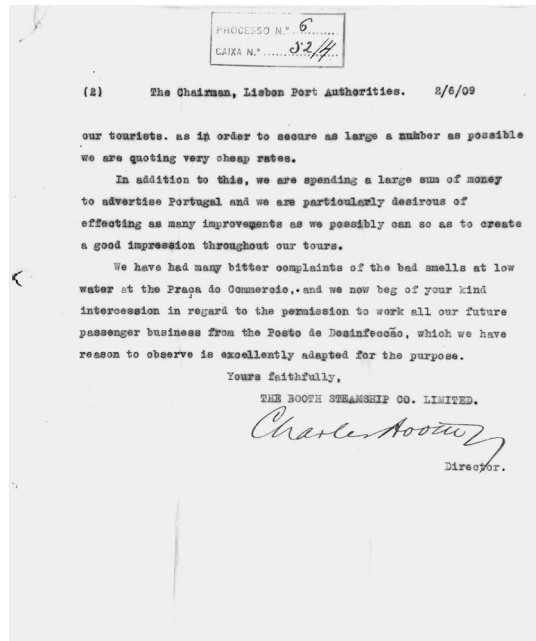 PROCESSO N.º 6
CAIXA N.º 52/4
(2) The Chairman, Lisbon Port Authorities. 2/6/09
our tourists. as in order to secure as large a number as possible
we are quoting very cheap rates.
In addition to this, we are spending a large sum of money
to advertise Portugal and we are particularly desirous of
effecting as many improvements as we possibly can so as to create
a good impression throughout our tours.
We have had many bitter complaints of the bad smells at low
water at the Praça do Commercio,.and we now beg of your kind
intercession in regard to the permission to work all our future
passenger business from the Posto de Desinfeccão, which we have
reason to observe is excellently adapted for the purpose.
Yours faithfully,
THE BOOTH STEAMSHIP CO. LIMITED.
Charles Booth
Director.